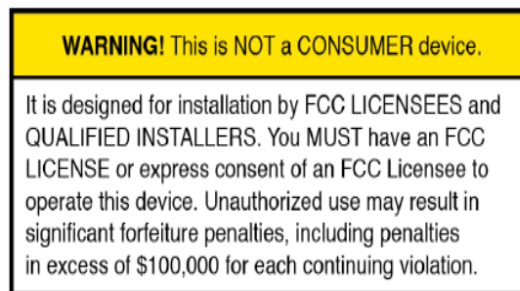 WARNING! This is NOT a CONSUMER device.
It is designed for installation by FCC LICENSEES and
QUALIFIED INSTALLERS. You MUST have an FCC
LICENSE or express consent of an FCC Licensee to
operate this device. Unauthorized use may result in
significant forfeiture penalties, including penalties
in excess of $100,000 for each continuing violation.